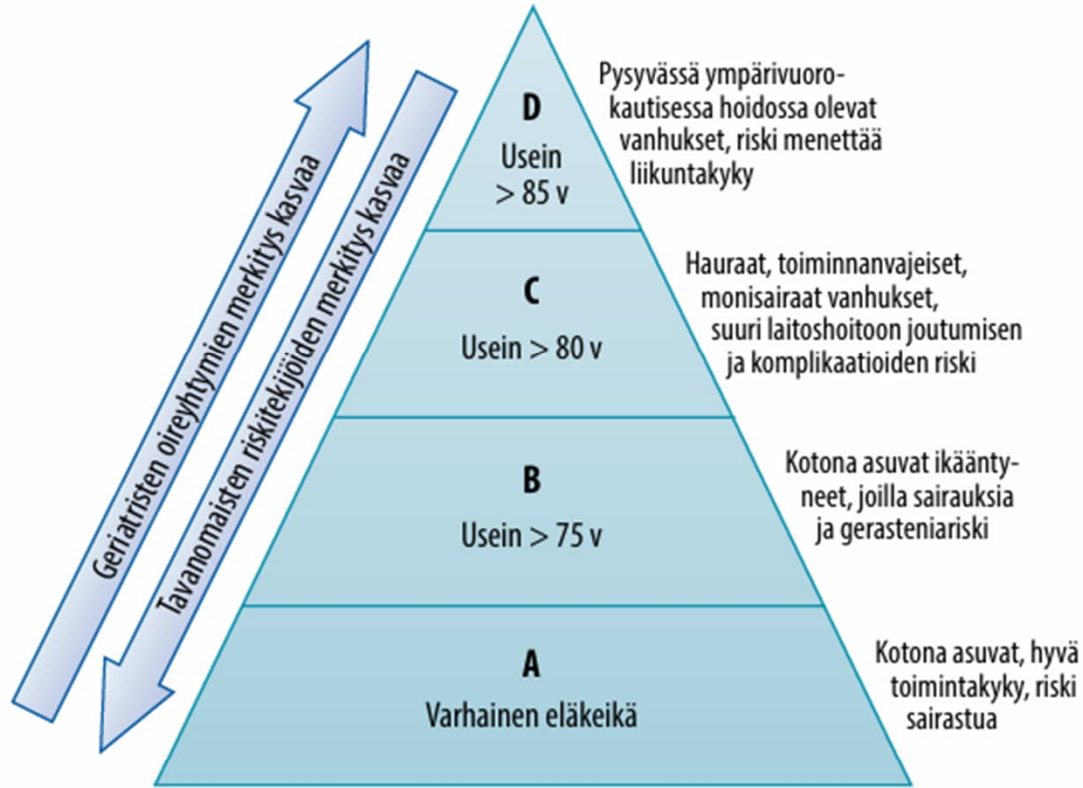 Geriatristen oireyhtymien merkitys kasvaa
Tavanomaisten riskitekijöiden merkitys kasvaa
D
Usein
> 85 v
Pysyvässä ympärivuoro-
kautisessa hoidossa olevat
vanhukset, riski menettää
liikuntakyky
C
Usein > 80 v
Hauraat, toiminnanvajeiset,
monisairaat vanhukset,
suuri laitoshoitoon joutumisen
ja komplikaatioiden riski
B
Usein > 75 v
Kotona asuvat ikäänty-
neet, joilla sairauksia
ja gerasteniariski
A
Varhainen eläkeikä
Kotona asuvat, hyvä
toimintakyky, riski
sairastua